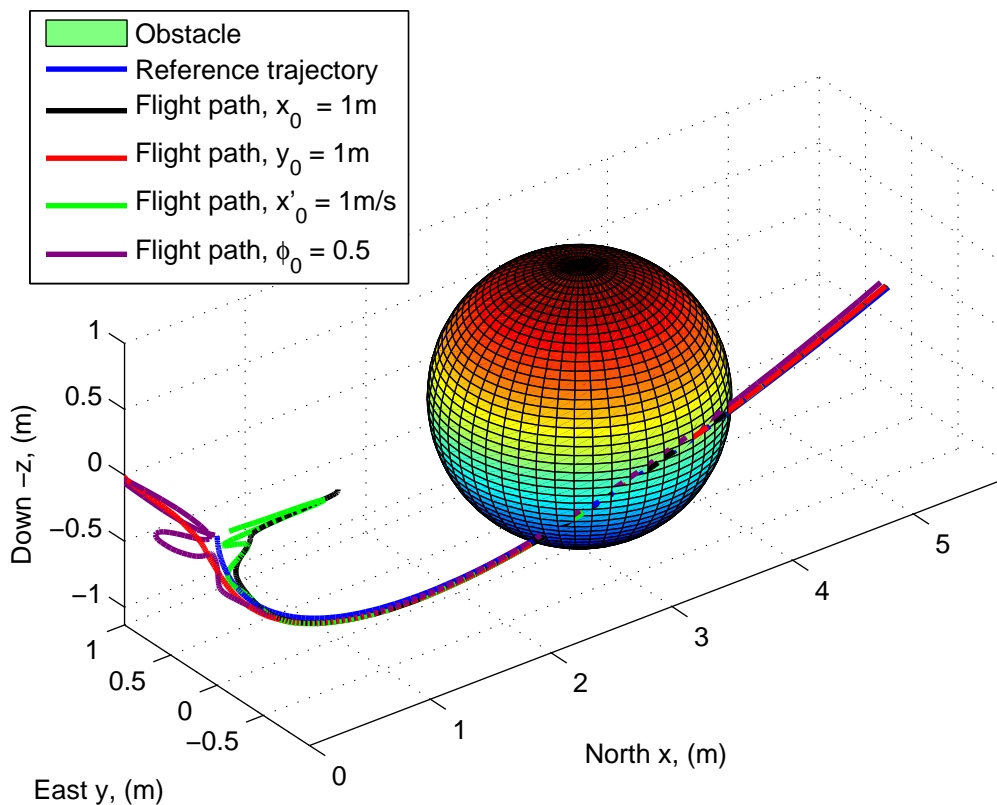 Obstacle
Reference trajectory
Flight path, x0 = 1m
Flight path, y0 = 1m
Flight path, x'0 = 1m/s
Flight path, ϕ0 = 0.5
1
0.5
0
−0.5
−1
Down −z, (m)
1
0.5
0
−0.5
East y, (m)
0
1
2
3
4
5
North x, (m)